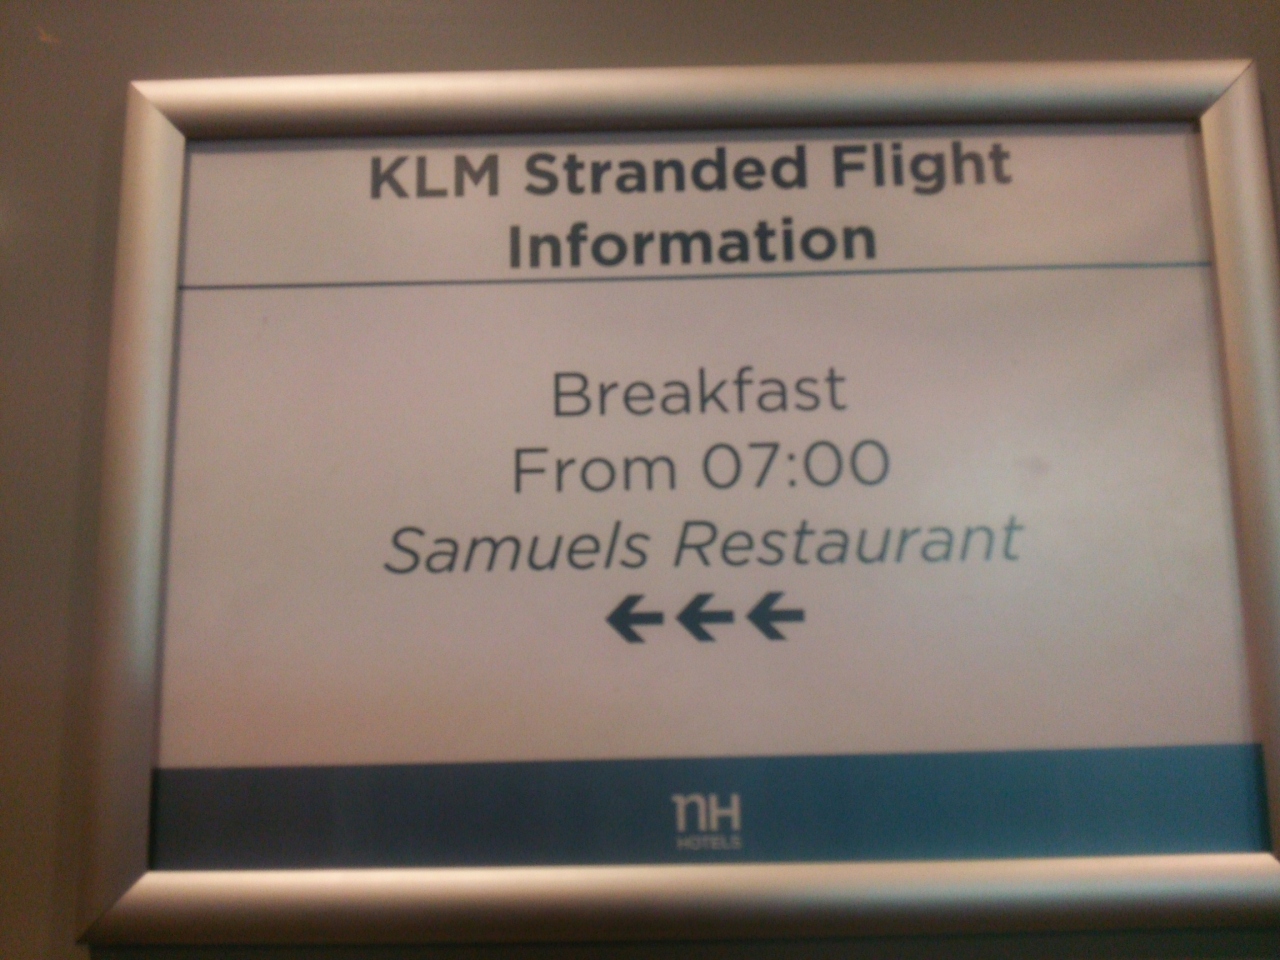 KLM Stranded Flight
Information
Breakfast
From 07:00
Samuels Restaurant
←←←
nH
HOTELS